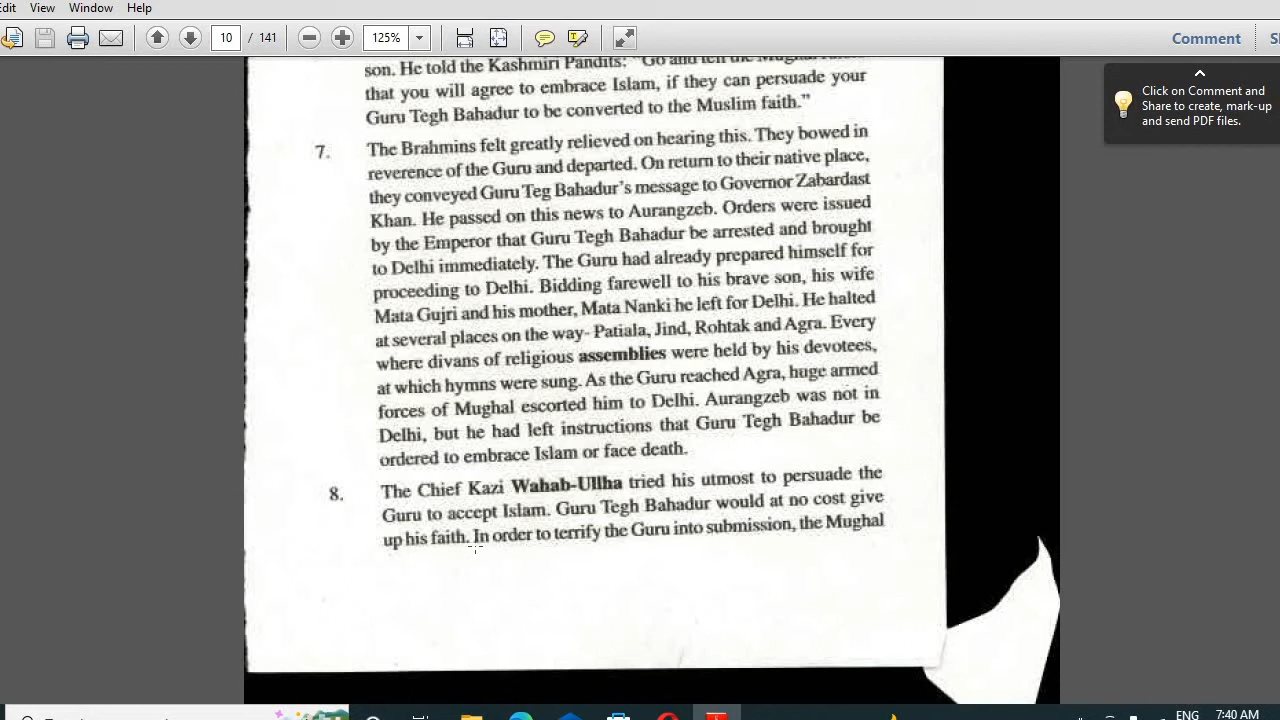 Edit View Window Help
10 / 141 125% Comment
son. He told the Kashmiri Pandits: "Go and tell the Mughal
that you will agree to embrace Islam, if they can persuade your
Guru Tegh Bahadur to be converted to the Muslim faith."
7. The Brahmins felt greatly relieved on hearing this. They bowed in
reverence of the Guru and departed. On return to their native place,
they conveyed Guru Teg Bahadur's message to Governor Zabardast
Khan. He passed on this news to Aurangzeb. Orders were issued
by the Emperor that Guru Tegh Bahadur be arrested and brought
to Delhi immediately. The Guru had already prepared himself for
proceeding to Delhi. Bidding farewell to his brave son, his wife
Mata Gujri and his mother, Mata Nanki he left for Delhi. He halted
at several places on the way- Patiala, Jind, Rohtak and Agra. Every
where divans of religious assemblies were held by his devotees,
at which hymns were sung. As the Guru reached Agra, huge armed
forces of Mughal escorted him to Delhi. Aurangzeb was not in
Delhi, but he had left instructions that Guru Tegh Bahadur be
ordered to embrace Islam or face death.
8. The Chief Kazi Wahab-Ullha tried his utmost to persuade the
Guru to accept Islam. Guru Tegh Bahadur would at no cost give
up his faith. In order to terrify the Guru into submission, the Mughal
Click on Comment and
Share to create, mark-up
and send PDF files.
ENG 7:40 AM